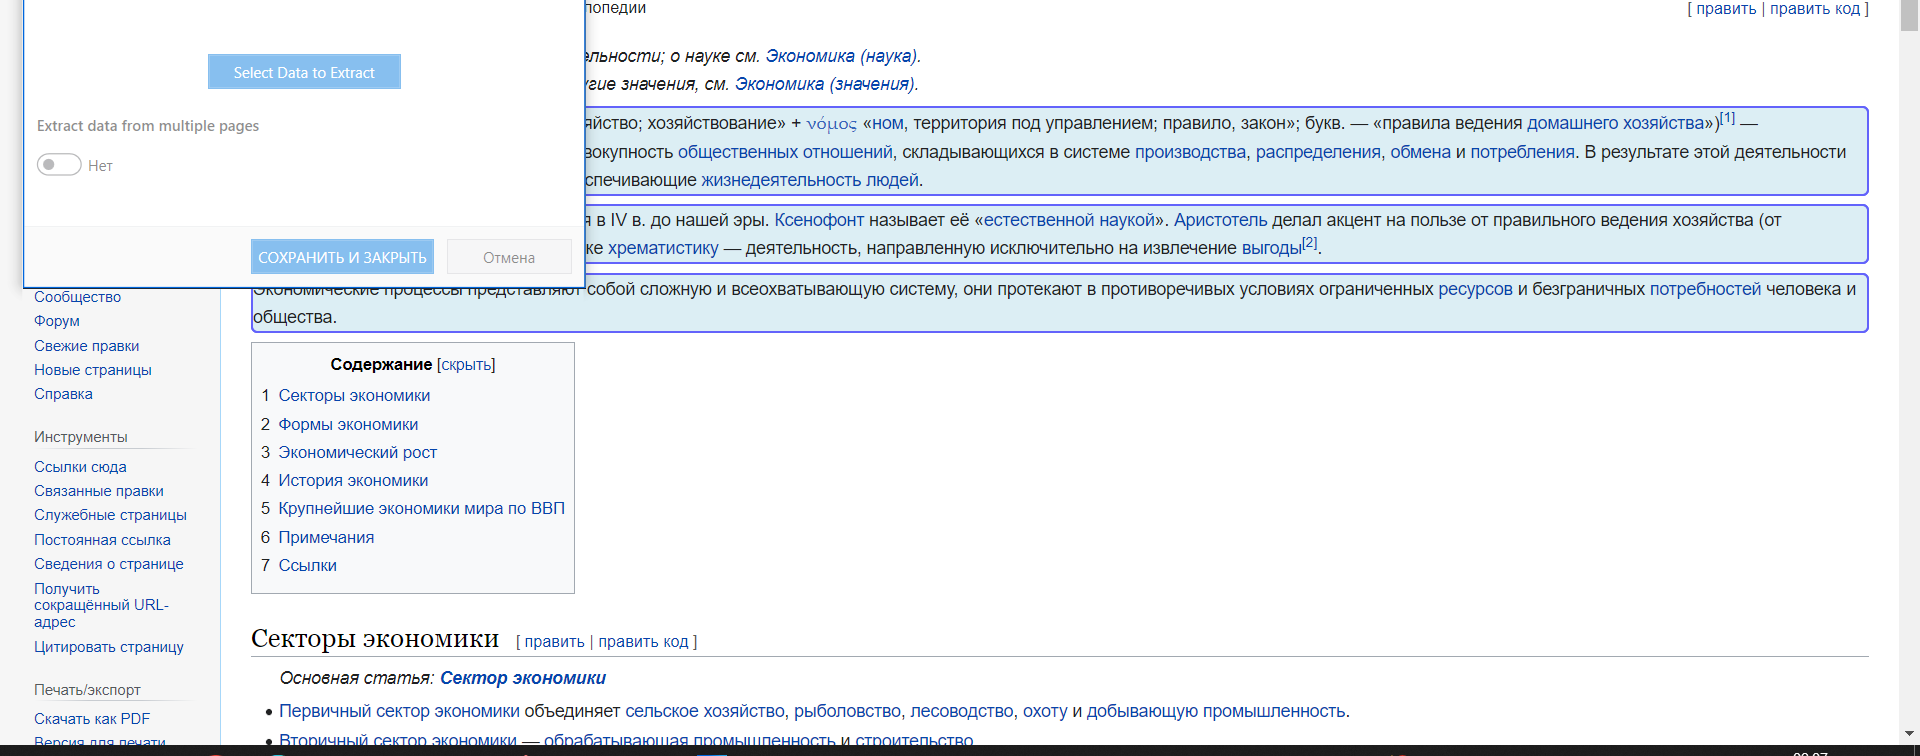 Select Data to Extract
Extract data from multiple pages
Нет
СОХРАНИТЬ И ЗАКРЫТЬ
Отмена
лопедии
[ править | править код ]
ельности; о науке см. Экономика (наука).
угие значения, см. Экономика (значения).
яйство; хозяйствование» + νόμος «ном, территория под управлением; правило, закон»; букв. — «правила ведения домашнего хозяйства»)[1] —
вокупность общественных отношений, складывающихся в системе производства, распределения, обмена и потребления. В результате этой деятельности
спечивающие жизнедеятельность людей.
я в IV в. до нашей эры. Ксенофонт называет её «естественной наукой». Аристотель делал акцент на пользе от правильного ведения хозяйства (от
ке хрематистику — деятельность, направленную исключительно на извлечение выгоды[2].
Экономические процессы представляют собой сложную и всеохватывающую систему, они протекают в противоречивых условиях ограниченных ресурсов и безграничных потребностей человека и
общества.
Сообщество
Форум
Свежие правки
Новые страницы
Справка
Инструменты
Ссылки сюда
Связанные правки
Служебные страницы
Постоянная ссылка
Сведения о странице
Получить
сокращённый URL-
адрес
Цитировать страницу
Печать/экспорт
Скачать как PDF
Версия для печати
Содержание [скрыть]
1 Секторы экономики
2 Формы экономики
3 Экономический рост
4 История экономики
5 Крупнейшие экономики мира по ВВП
6 Примечания
7 Ссылки
Секторы экономики [ править | править код ]
Основная статья: Сектор экономики
• Первичный сектор экономики объединяет сельское хозяйство, рыболовство, лесоводство, охоту и добывающую промышленность.
• Вторичный сектор экономики — обрабатывающая промышленность и строительство